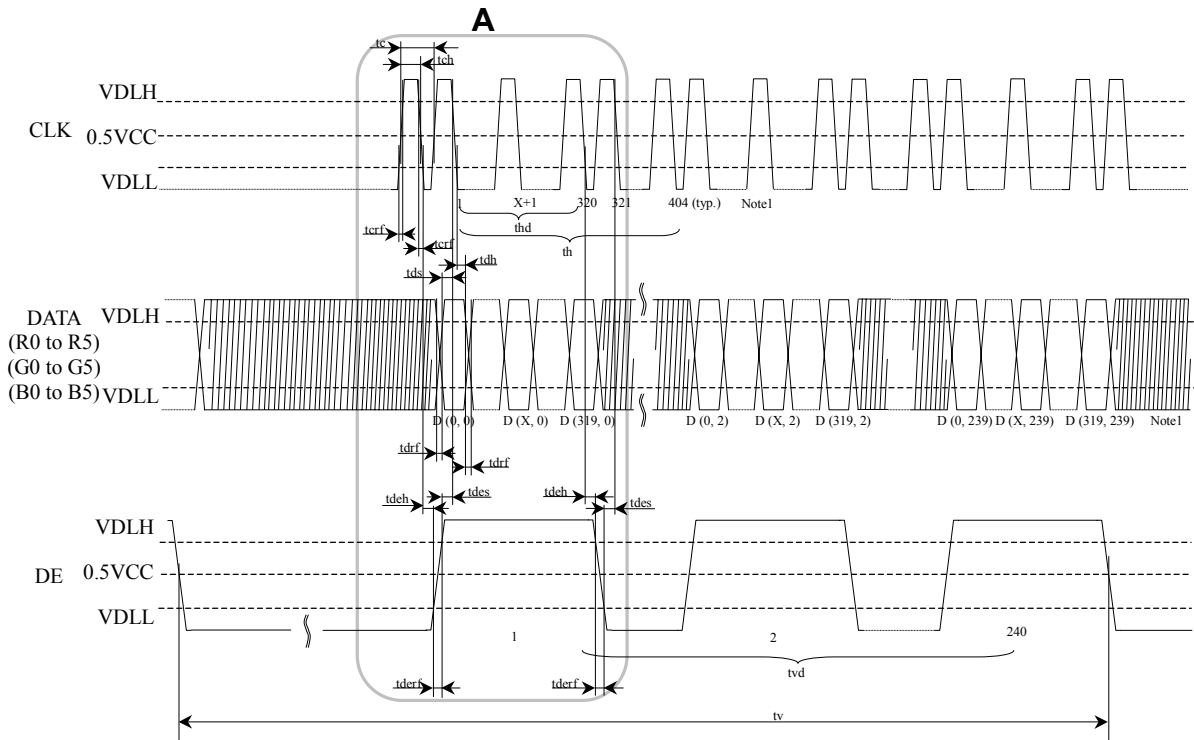 A
tc
tch
VDLH
CLK
0.5VCC
VDLL
1
X+1
320
321
404 (typ.)
Note1
thd
th
tcrf
tcrf
tdh
tds
DATA
(R0 to R5)
(G0 to G5)
(B0 to B5)
VDLH
VDLL
D (0, 0)
D (X, 0)
D (319, 0)
D (0, 2)
D (X, 2)
D (319, 2)
D (0, 239)
D (X, 239)
D (319, 239)
Note1
tdrf
tdrf
tdeh
tdes
tdeh
tdes
VDLH
DE
0.5VCC
VDLL
1
2
240
tvd
tderf
tderf
tv